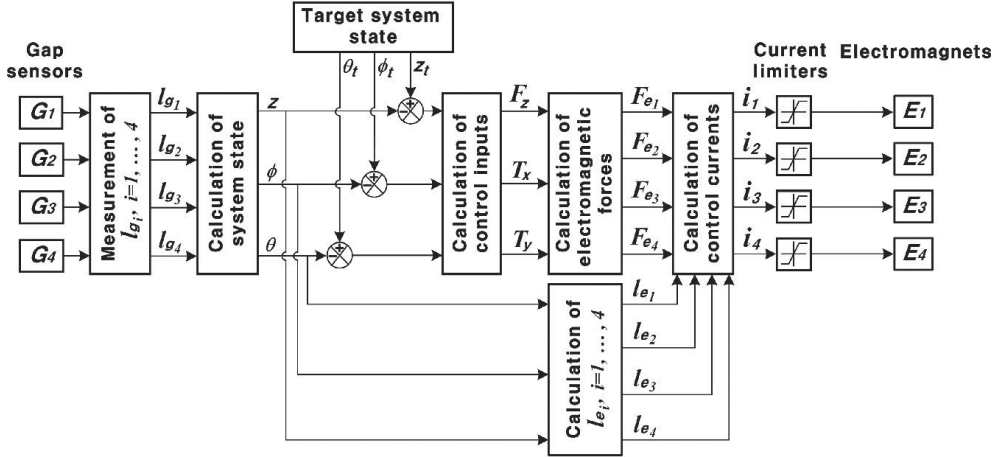 Target system
state
θt
ϕt
zt
Gap
sensors
G1
G2
G3
G4
Measurement of
lgi, i=1, ... , 4
lg1
lg2
lg3
lg4
Calculation of
system state
z
ϕ
θ
Calculation of
control inputs
Fz
Tx
Ty
Calculation of
electromagnetic
forces
Fe1
Fe2
Fe3
Fe4
Calculation of
lei, i=1, ... , 4
le1
le2
le3
le4
Calculation of
control currents
i1
i2
i3
i4
Current
limiters
Electromagnets
E1
E2
E3
E4